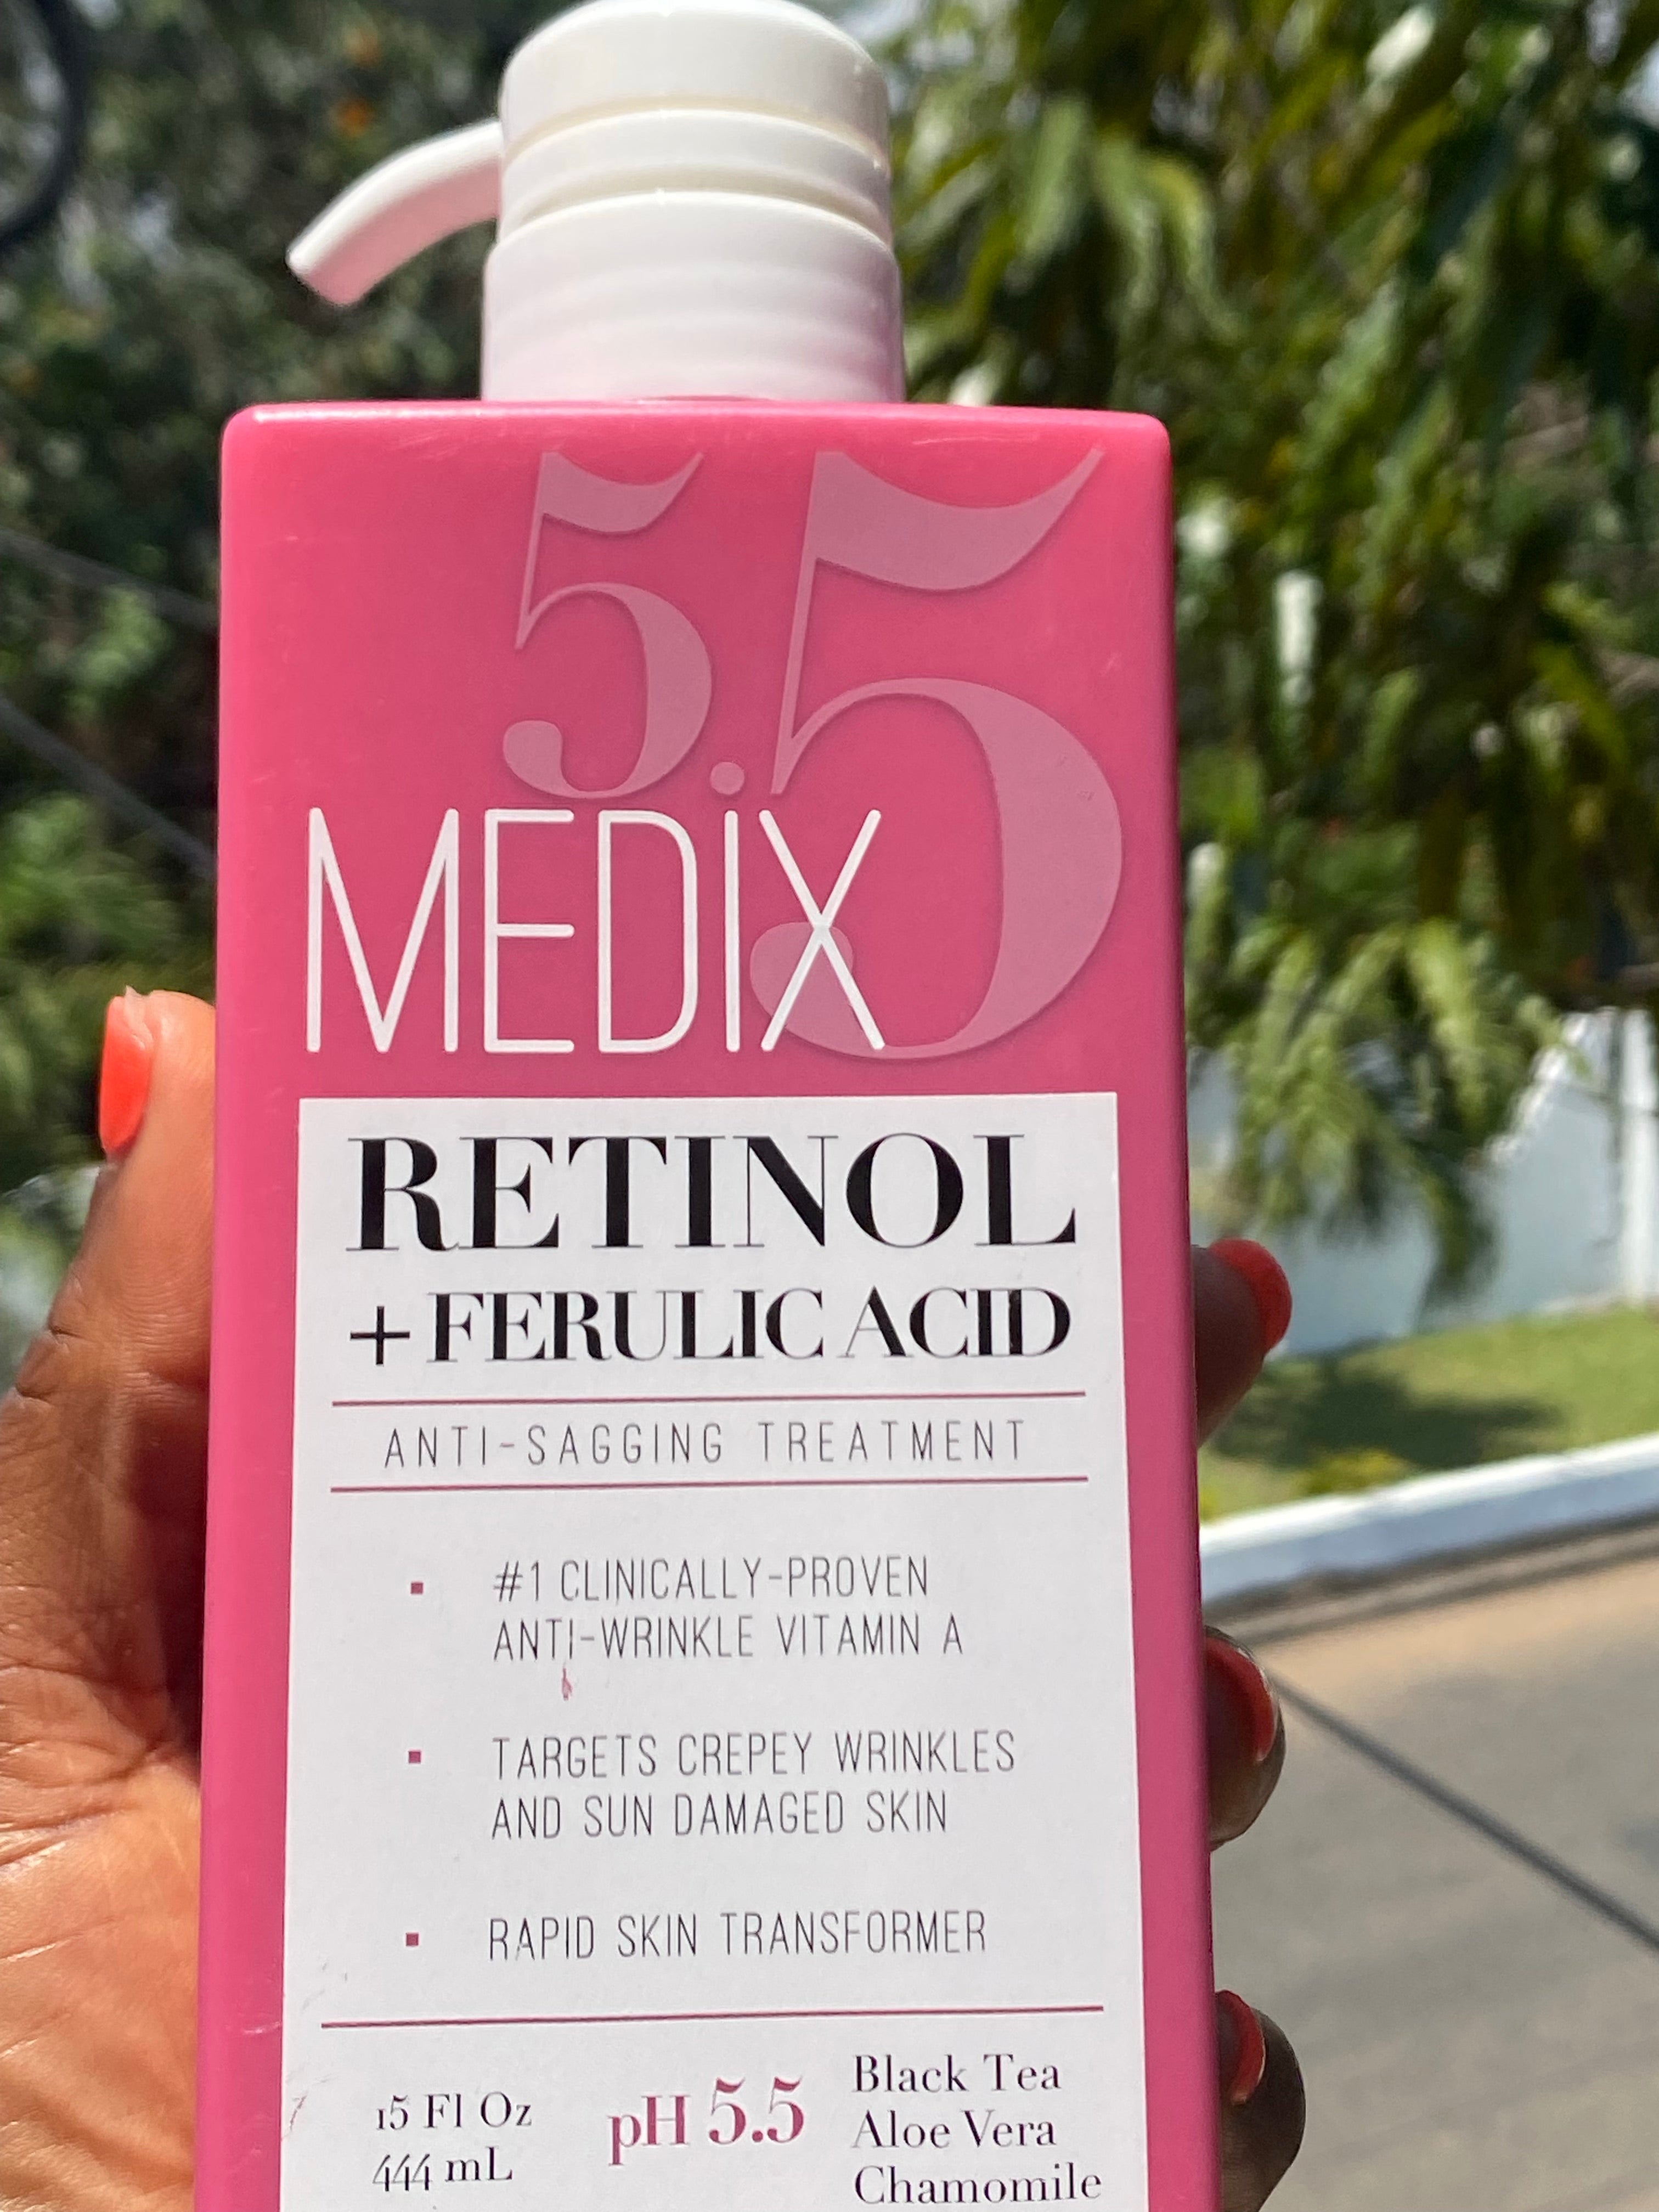 5.5
MEDiX
RETINOL
+ FERULIC ACID
ANTI-SAGGING TREATMENT
▪ #1 CLINICALLY-PROVEN
ANTI-WRINKLE VITAMIN A
▪ TARGETS CREPEY WRINKLES
AND SUN DAMAGED SKIN
▪ RAPID SKIN TRANSFORMER
15 Fl Oz
444 mL
pH 5.5
Black Tea
Aloe Vera
Chamomile